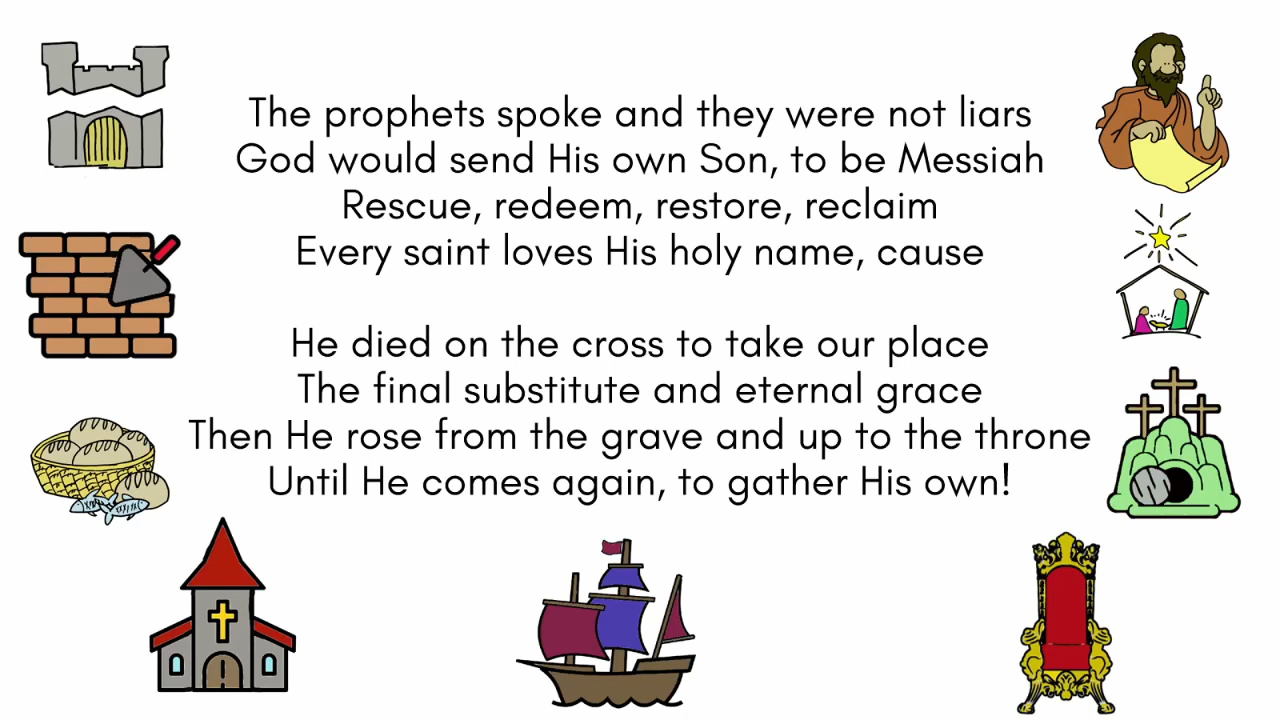 The prophets spoke and they were not liars
God would send His own Son, to be Messiah
Rescue, redeem, restore, reclaim
Every saint loves His holy name, cause
He died on the cross to take our place
The final substitute and eternal grace
Then He rose from the grave and up to the throne
Until He comes again, to gather His own!